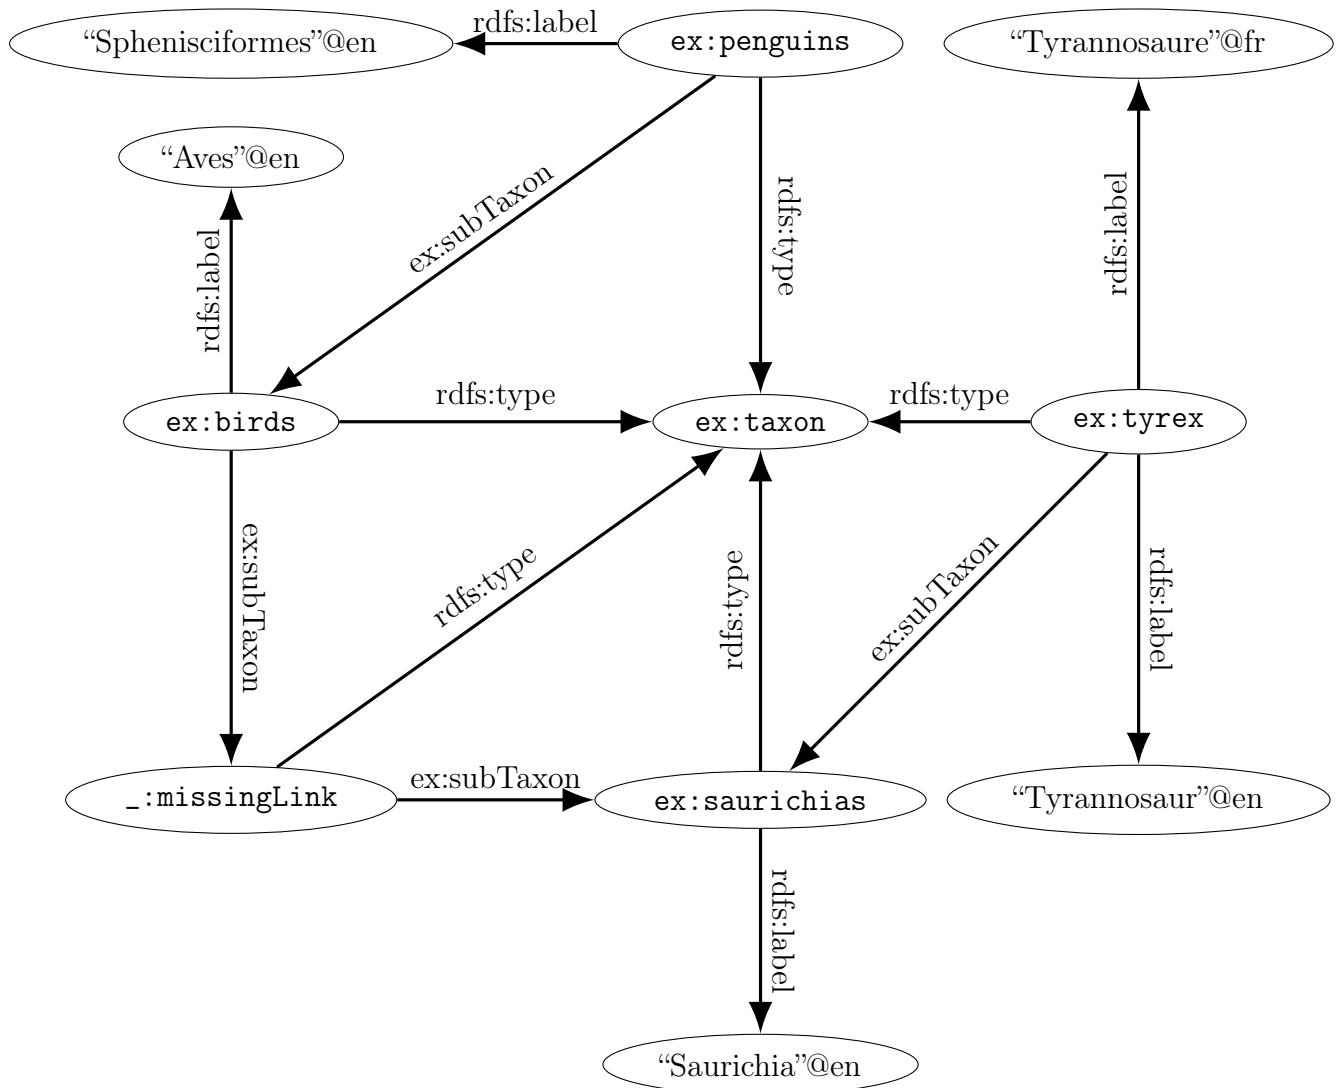 “Sphenisciformes”@en
rdfs:label
ex:penguins
“Tyrannosaure”@fr
“Aves”@en
ex:subTaxon
rdfs:type
rdfs:label
rdfs:label
ex:birds
rdfs:type
ex:taxon
rdfs:type
ex:tyrex
ex:subTaxon
rdfs:type
rdfs:type
ex:subTaxon
rdfs:label
_:missingLink
ex:subTaxon
ex:saurichias
“Tyrannosaur”@en
rdfs:label
“Saurichia”@en